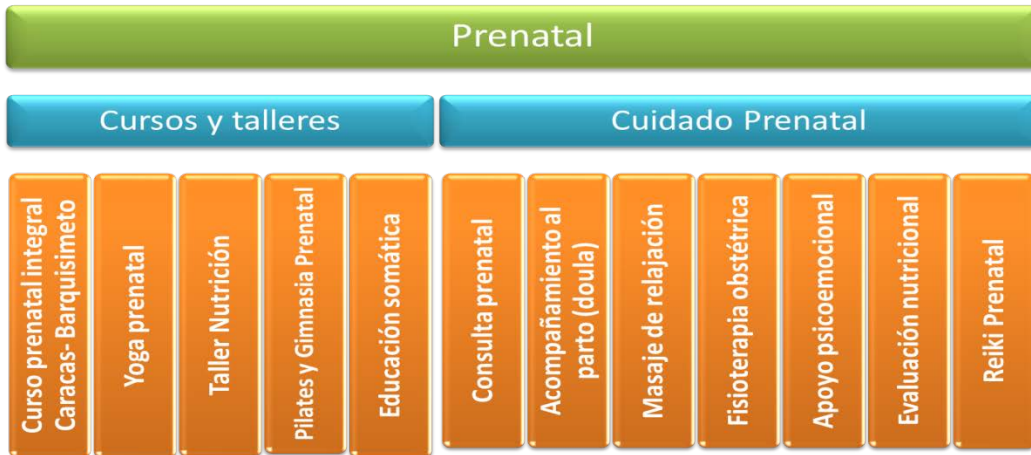 Prenatal
Cursos y talleres
Cuidado Prenatal
Curso prenatal integral
Caracas- Barquisimeto
Yoga prenatal
Taller Nutrición
Pilates y Gimnasia Prenatal
Educación somática
Consulta prenatal
Acompañamiento al
parto (doula)
Masaje de relajación
Fisioterapia obstétrica
Apoyo psicoemocional
Evaluación nutricional
Reiki Prenatal